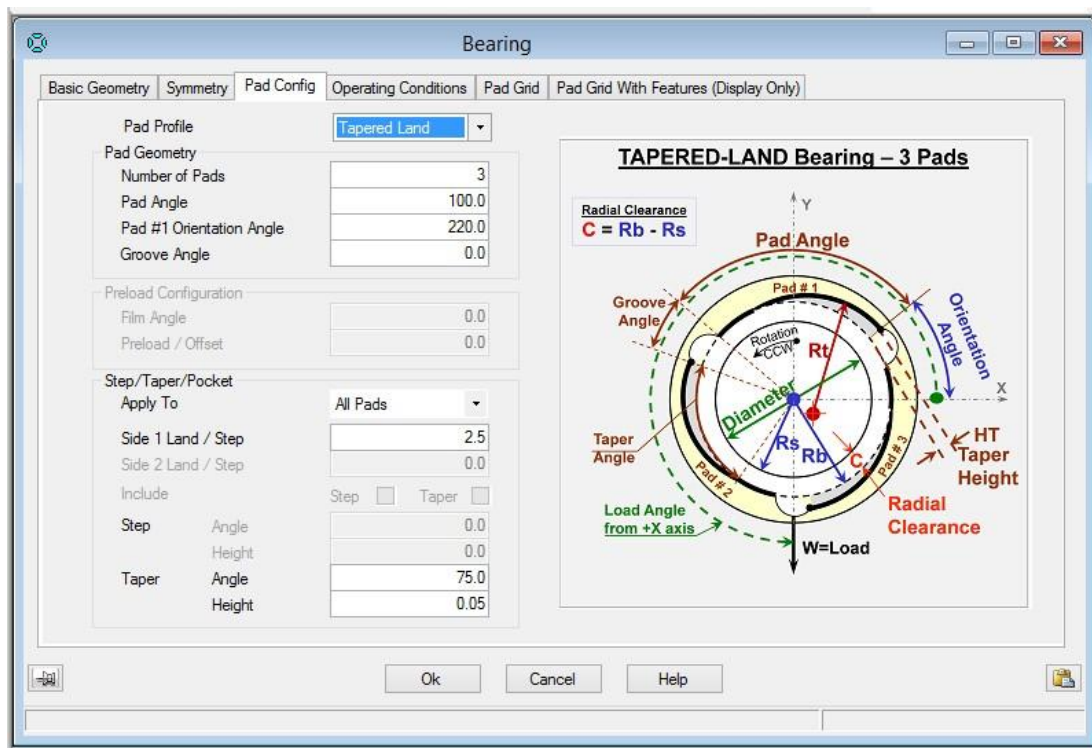 Bearing
Basic Geometry Symmetry Pad Config Operating Conditions Pad Grid Pad Grid With Features (Display Only)
Pad Profile Tapered Land
Pad Geometry
Number of Pads 3
Pad Angle 100.0
Pad #1 Orientation Angle 220.0
Groove Angle 0.0
Preload Configuration
Film Angle 0.0
Preload / Offset 0.0
Step/Taper/Pocket
Apply To All Pads
Side 1 Land / Step 2.5
Side 2 Land / Step 0.0
Include Step Taper
Step Angle 0.0
Height 0.0
Taper Angle 75.0
Height 0.05
TAPERED-LAND Bearing – 3 Pads
Radial Clearance
C = Rb - Rs
Y
Pad Angle
Pad # 1
Groove
Angle
Orientation
Angle
Rotation
CCW
Rt
X
Diameter
Taper
Angle
Rs
Rb
C
HT
Taper
Height
Pad # 2
Pad # 3
Load Angle
from +X axis
Radial
Clearance
W=Load
Ok Cancel Help